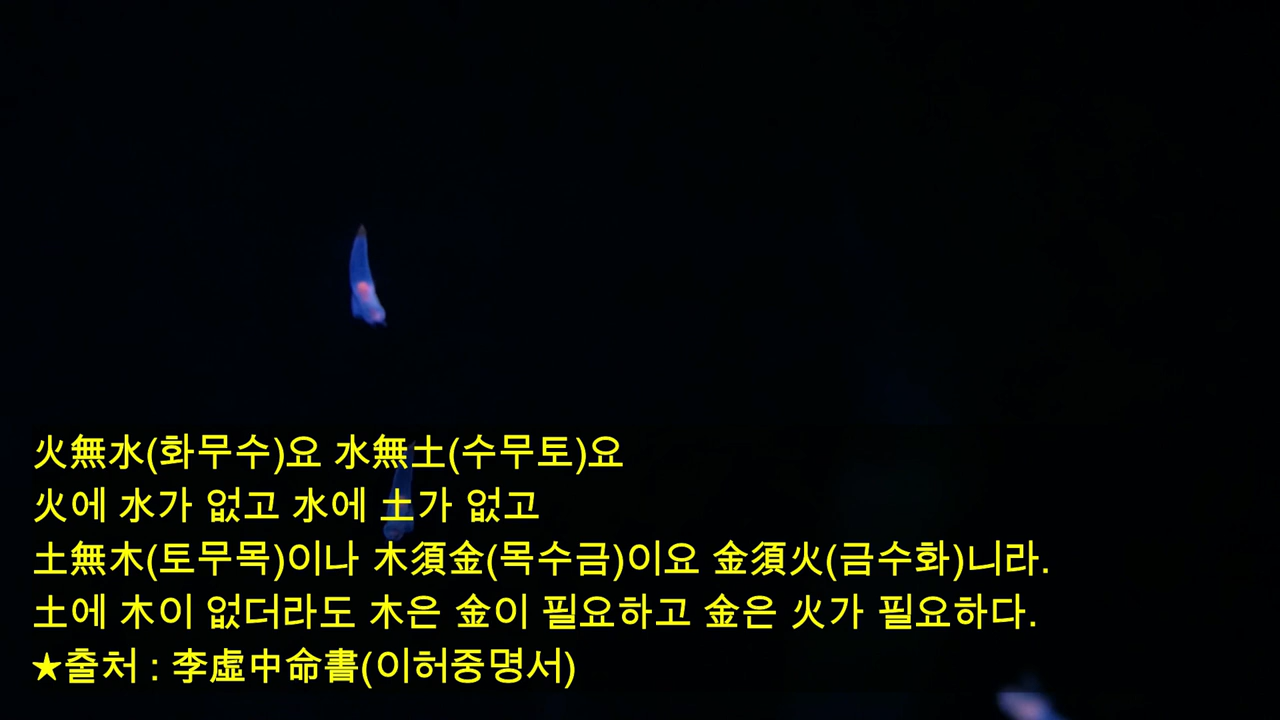 火無水(화무수)요 水無土(수무토)요
火에 水가 없고 水에 土가 없고
土無木(토무목)이나 木須金(목수금)이요 金須火(금수화)니라.
土에 木이 없더라도 木은 金이 필요하고 金은 火가 필요하다.
★출처 : 李虛中命書(이허중명서)